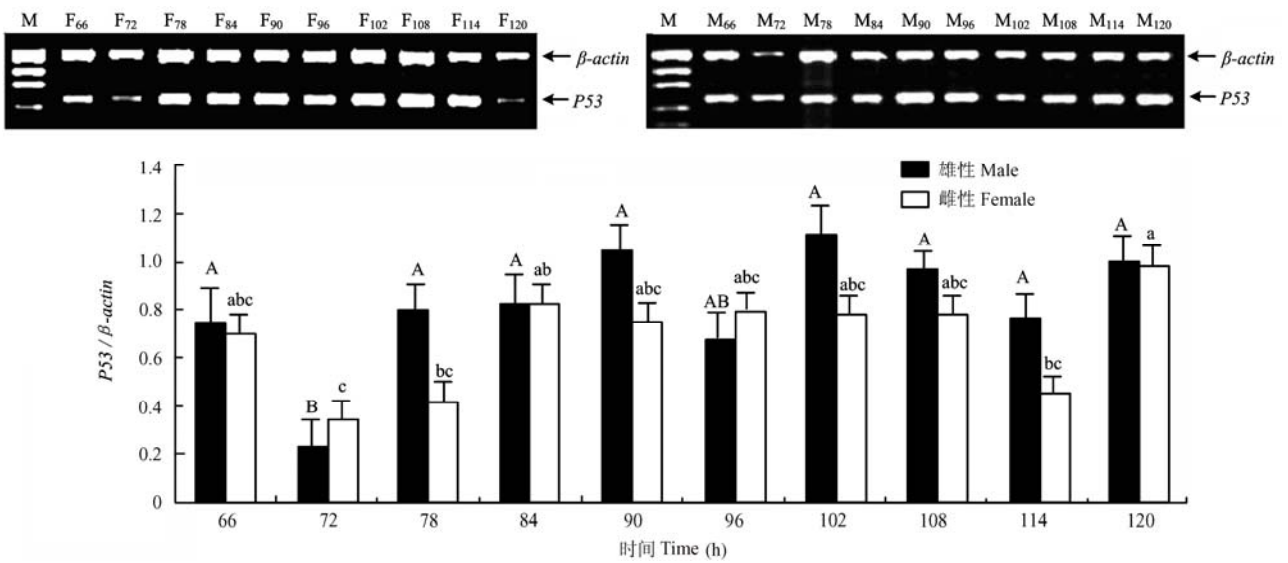 M F66 F72 F78 F84 F90 F96 F102 F108 F114 F120
β-actin
P53
M M66 M72 M78 M84 M90 M96 M102 M108 M114 M120
β-actin
P53
雄性 Male
雌性 Female
P53 / β-actin
1.4
1.2
1.0
0.8
0.6
0.4
0.2
0
A abc
B c
A bc
A ab
A abc
AB abc
A abc
A abc
A bc
A a
66 72 78 84 90 96 102 108 114 120
时间 Time (h)